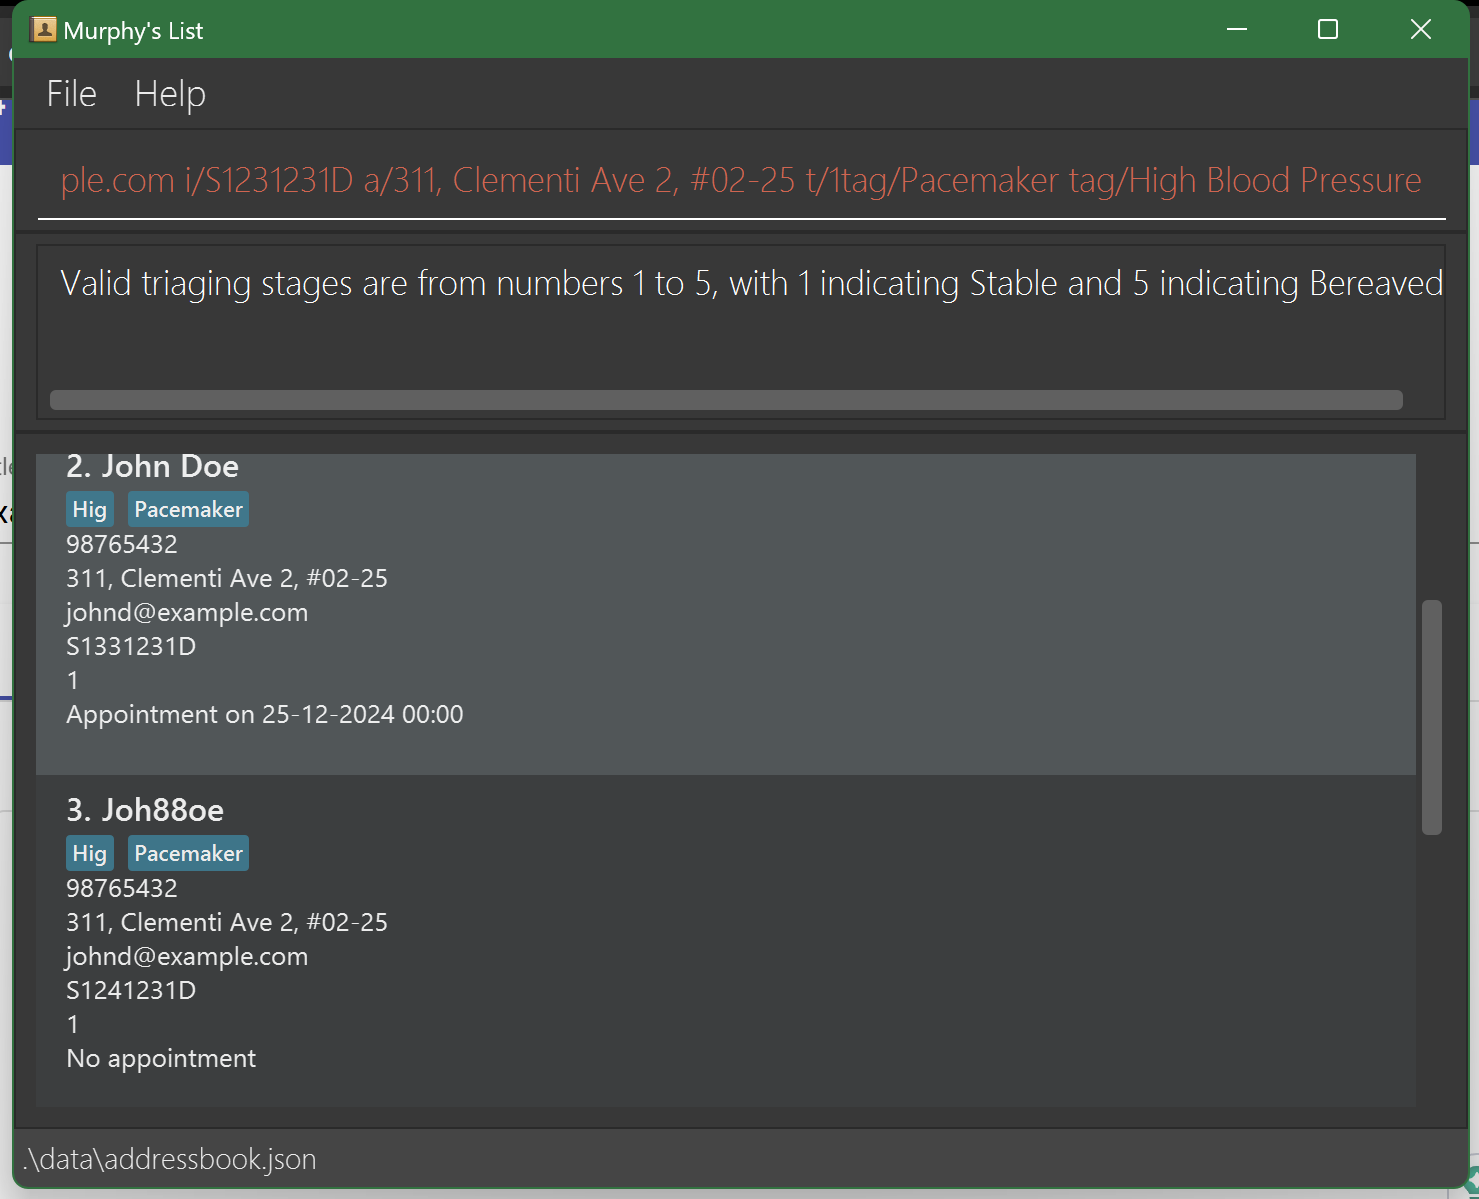 Murphy's List
File Help
ple.com i/S1231231D a/311, Clementi Ave 2, #02-25 t/1tag/Pacemaker tag/High Blood Pressure
Valid triaging stages are from numbers 1 to 5, with 1 indicating Stable and 5 indicating Bereaved
2. John Doe
Hig Pacemaker
98765432
311, Clementi Ave 2, #02-25
johnd@example.com
S1331231D
1
Appointment on 25-12-2024 00:00
3. Joh88oe
Hig Pacemaker
98765432
311, Clementi Ave 2, #02-25
johnd@example.com
S1241231D
1
No appointment
.\data\addressbook.json